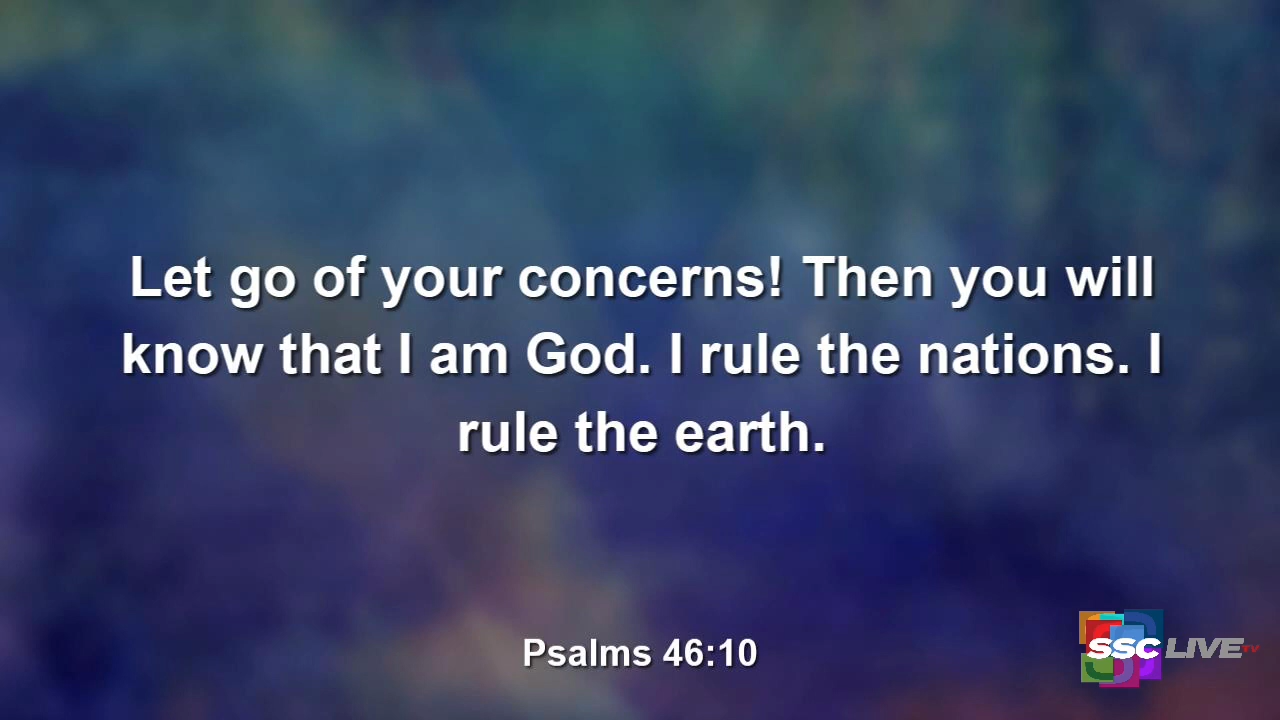 Let go of your concerns! Then you will
know that I am God. I rule the nations. I
rule the earth.
Psalms 46:10
SSC LIVE TV